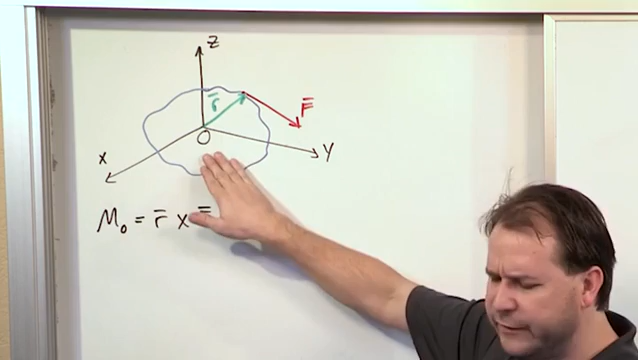 z
r̄
F̄
O
x
y
M₀ = r̄ x